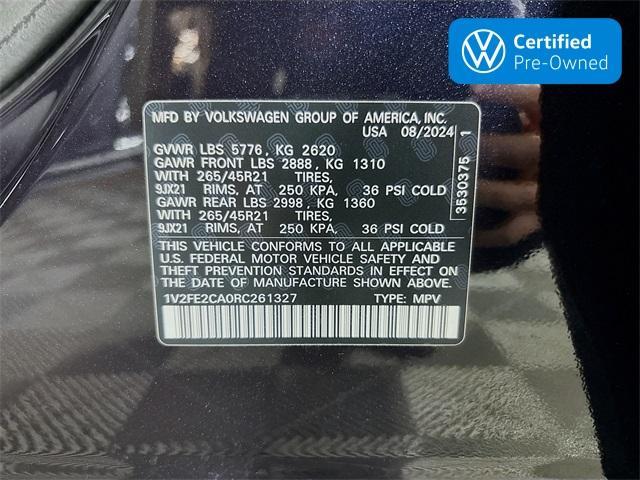 Certified
Pre-Owned
MFD BY VOLKSWAGEN GROUP OF AMERICA, INC.
USA 08/2024
GVWR LBS 5776, KG 2620
GAWR FRONT LBS 2888, KG 1310
WITH 265/45R21 TIRES,
9JX21 RIMS, AT 250 KPA, 36 PSI COLD
GAWR REAR LBS 2998, KG 1360
WITH 265/45R21 TIRES,
9JX21 RIMS, AT 250 KPA, 36 PSI COLD
THIS VEHICLE CONFORMS TO ALL APPLICABLE
U.S. FEDERAL MOTOR VEHICLE SAFETY AND
THEFT PREVENTION STANDARDS IN EFFECT ON
THE DATE OF MANUFACTURE SHOWN ABOVE.
1V2FE2CA0RC261327 TYPE: MPV
3530375 1